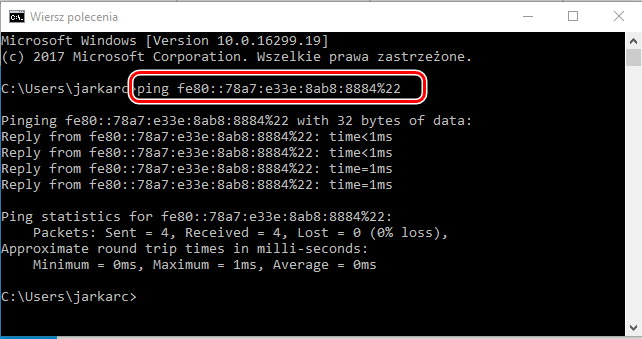 Wiersz polecenia
Microsoft Windows [Version 10.0.16299.19]
(c) 2017 Microsoft Corporation. Wszelkie prawa zastrzeżone.
C:\Users\jarkarc>ping fe80::78a7:e33e:8ab8:8884%22
Pinging fe80::78a7:e33e:8ab8:8884%22 with 32 bytes of data:
Reply from fe80::78a7:e33e:8ab8:8884%22: time<1ms
Reply from fe80::78a7:e33e:8ab8:8884%22: time<1ms
Reply from fe80::78a7:e33e:8ab8:8884%22: time=1ms
Reply from fe80::78a7:e33e:8ab8:8884%22: time=1ms
Ping statistics for fe80::78a7:e33e:8ab8:8884%22:
    Packets: Sent = 4, Received = 4, Lost = 0 (0% loss),
Approximate round trip times in milli-seconds:
    Minimum = 0ms, Maximum = 1ms, Average = 0ms
C:\Users\jarkarc>